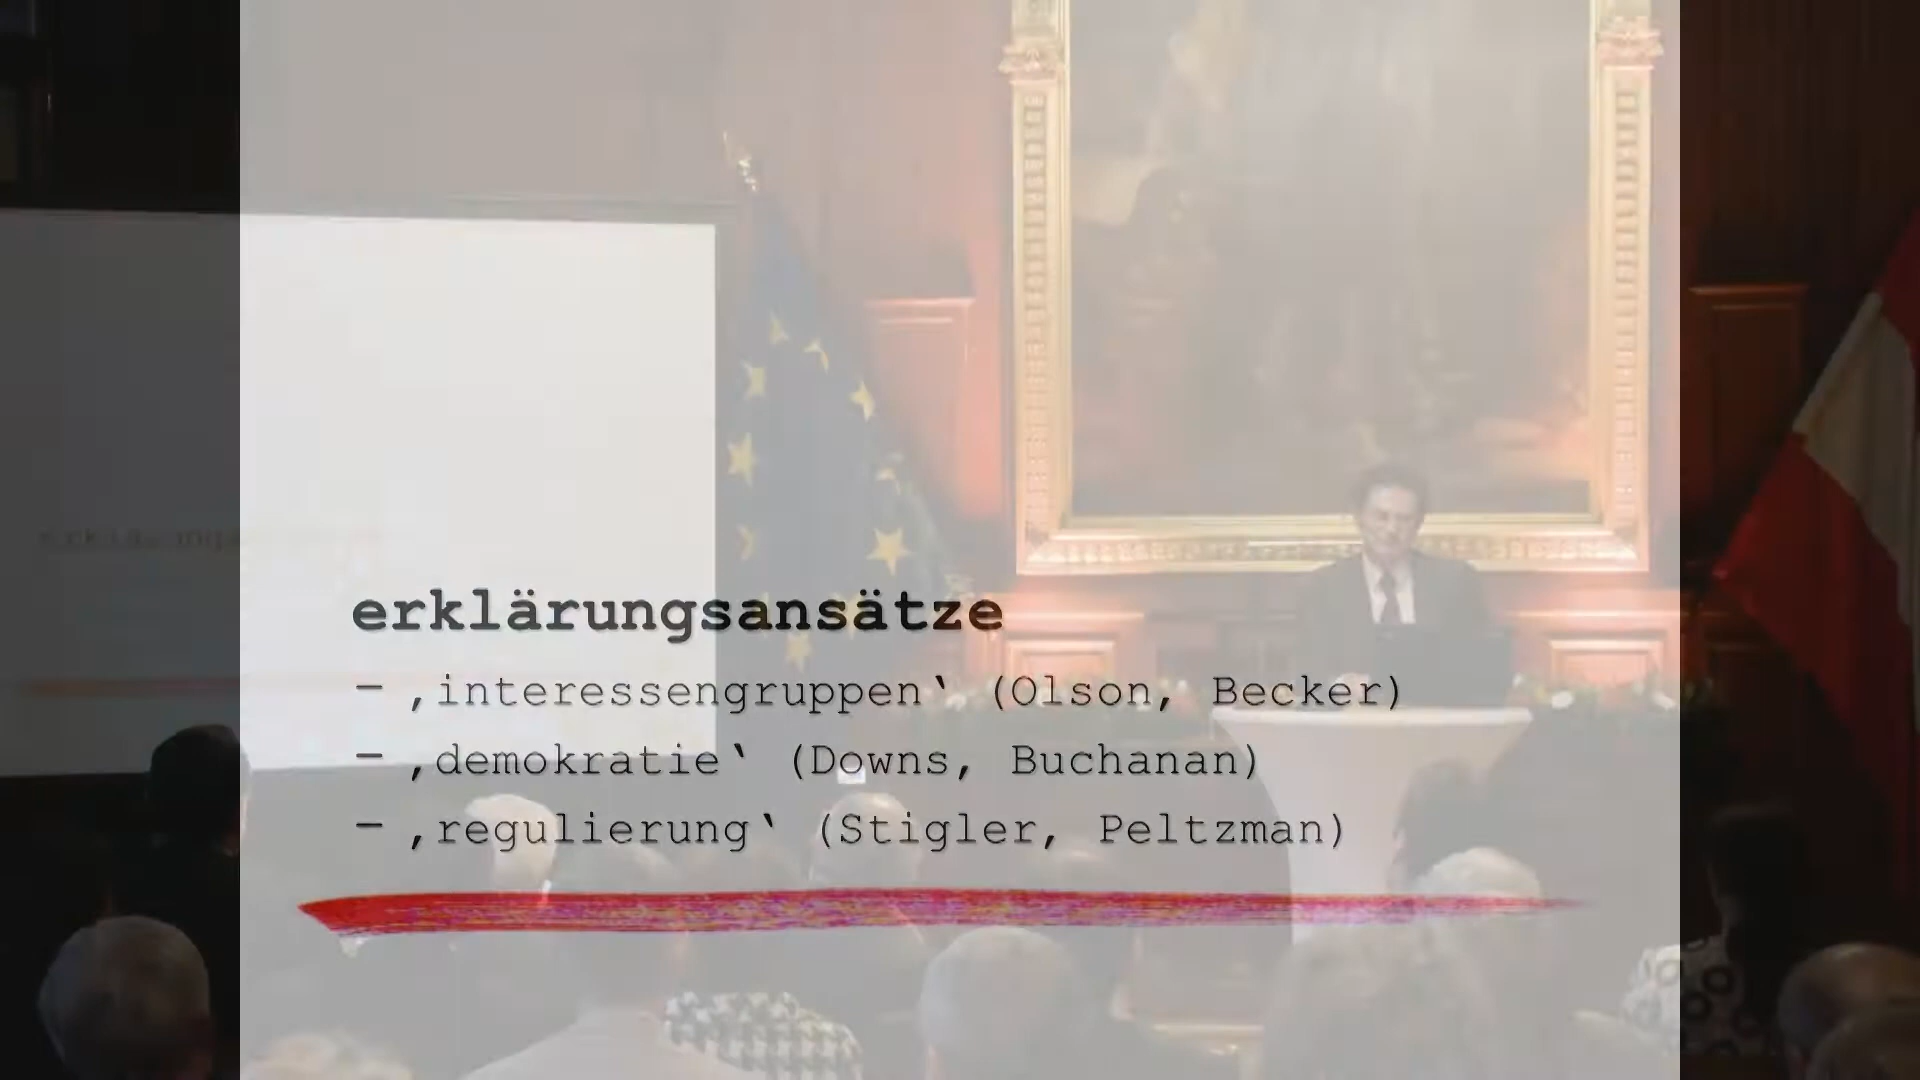 erklärungsansätze
– ‚interessengruppen‛ (Olson, Becker)
– ‚demokratie‛ (Downs, Buchanan)
– ‚regulierung‛ (Stigler, Peltzman)